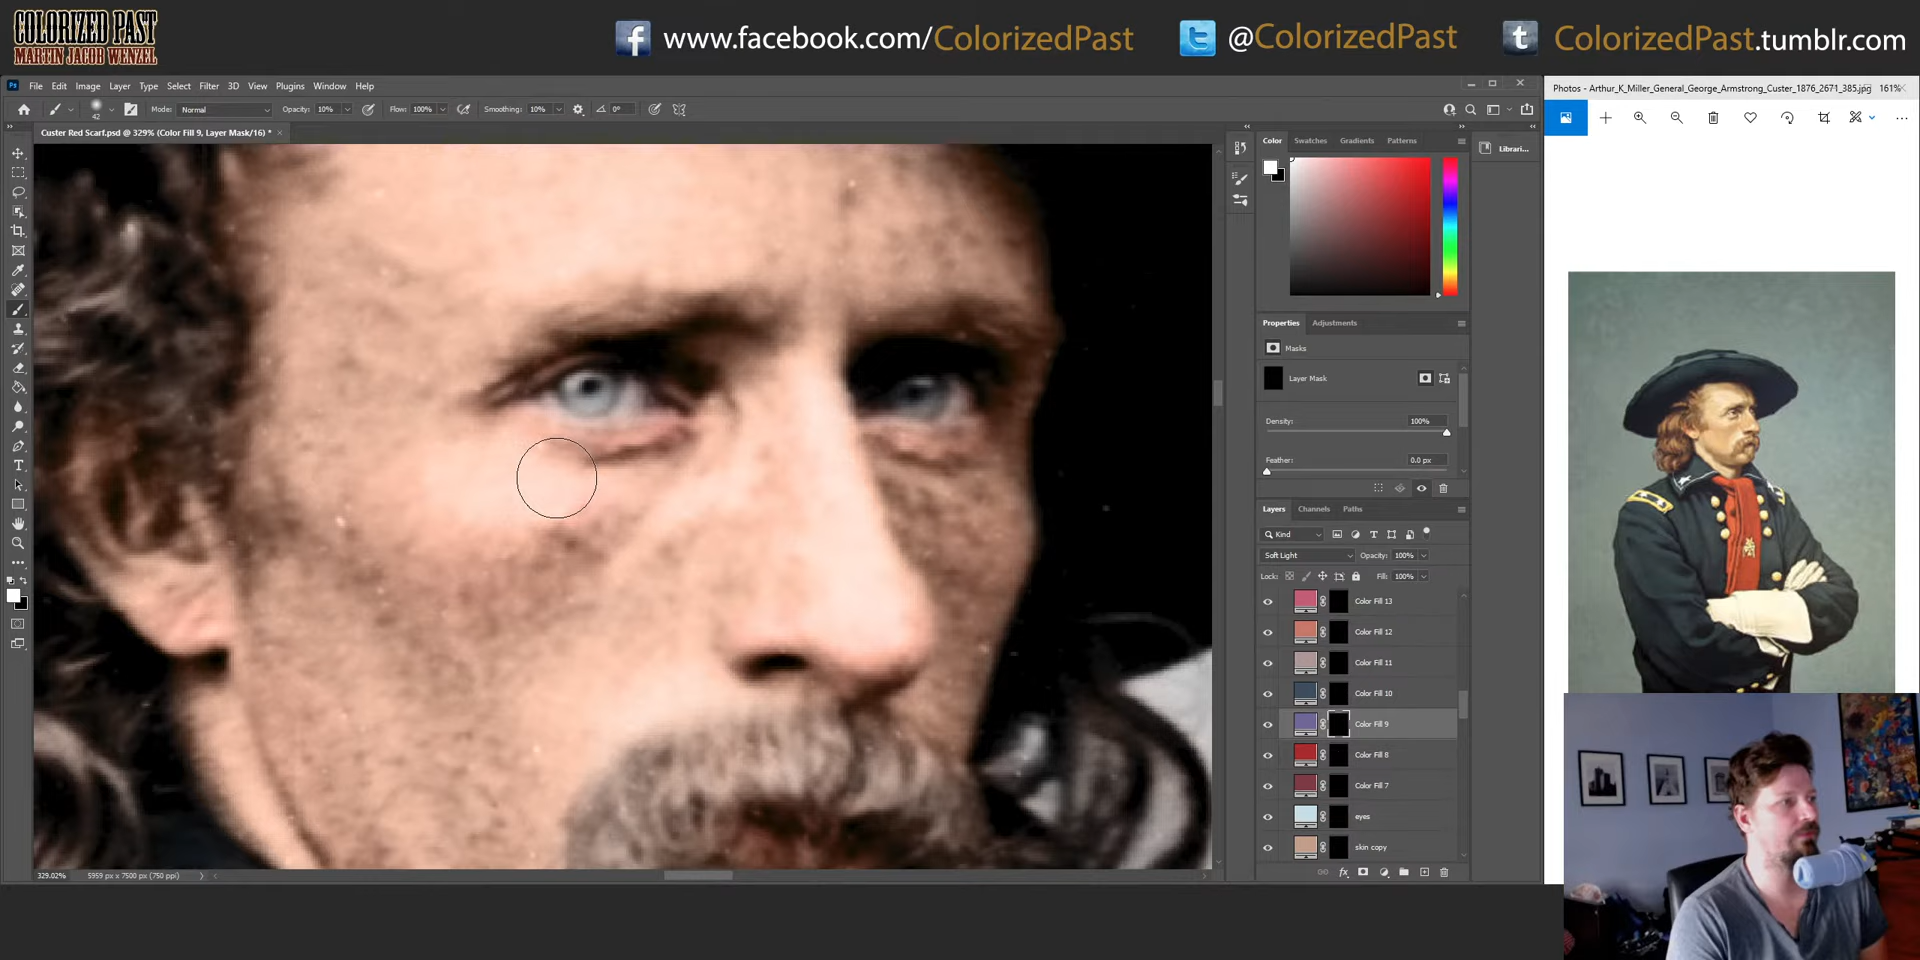 COLORIZED PAST
MARTIN JACOB WENZEL
www.facebook.com/ColorizedPast
@ColorizedPast
ColorizedPast.tumblr.com
File Edit Image Layer Type Select Filter 3D View Plugins Window Help
Mode: Normal Opacity: 10% Flow: 100% Smoothing: 10% 0°
42
Custer Red Scarf.psd @ 329% (Color Fill 9, Layer Mask/16) *
Photos - Arthur_K_Miller_General_George_Armstrong_Custer_1876_2671_385.jpg 161%
Color Swatches Gradients Patterns
Librari...
Properties Adjustments
Masks
Layer Mask
Density: 100%
Feather: 0.0 px
Layers Channels Paths
Kind
Soft Light Opacity: 100%
Lock: Fill: 100%
Color Fill 13
Color Fill 12
Color Fill 11
Color Fill 10
Color Fill 9
Color Fill 8
Color Fill 7
eyes
skin copy
fx
329.02% 5959 px x 7500 px (750 ppi)